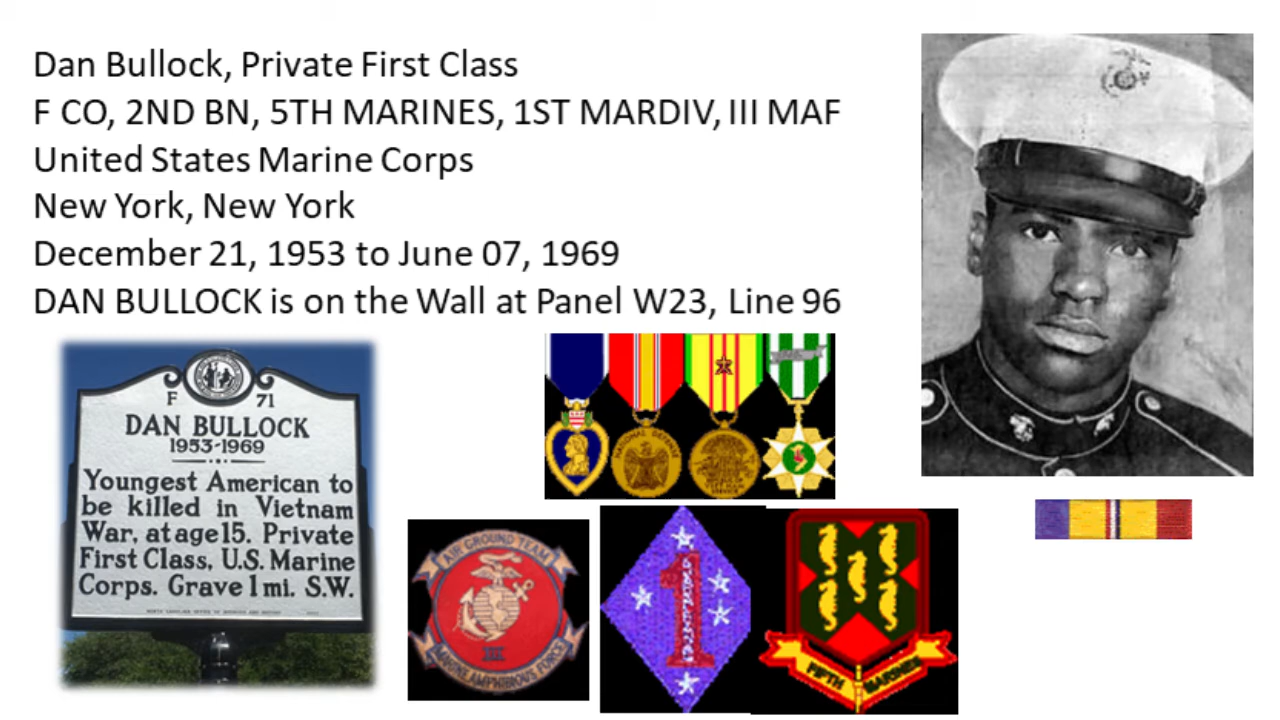 Dan Bullock, Private First Class
F CO, 2ND BN, 5TH MARINES, 1ST MARDIV, III MAF
United States Marine Corps
New York, New York
December 21, 1953 to June 07, 1969
DAN BULLOCK is on the Wall at Panel W23, Line 96
F 71
DAN BULLOCK
1953-1969
Youngest American to
be killed in Vietnam
War, at age 15. Private
First Class, U.S. Marine
Corps. Grave 1 mi. S.W.
NATIONAL DEFENSE
AIR GROUND TEAM
MARINE AMPHIBIOUS FORCE
1
FIFTH MARINES